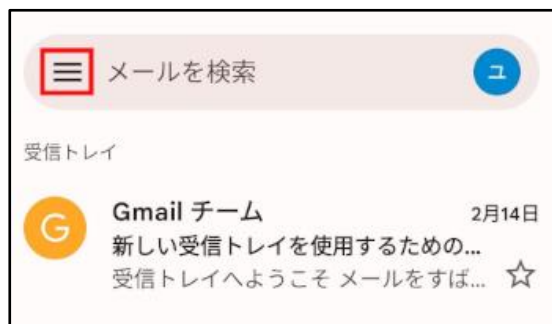 メールを検索
ユ
受信トレイ
G
Gmail チーム
2月14日
新しい受信トレイを使用するための...
受信トレイへようこそ メールをすば...